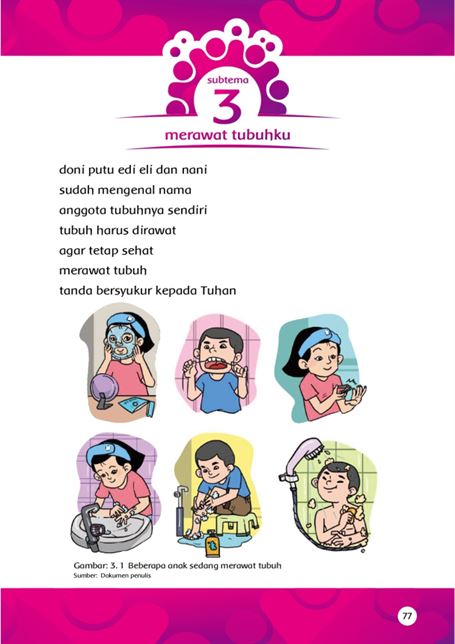 subtema
3
merawat tubuhku
doni putu edi eli dan nani
sudah mengenal nama
anggota tubuhnya sendiri
tubuh harus dirawat
agar tetap sehat
merawat tubuh
tanda bersyukur kepada Tuhan
Gambar: 3. 1 Beberapa anak sedang merawat tubuh
Sumber: Dokumen penulis
77